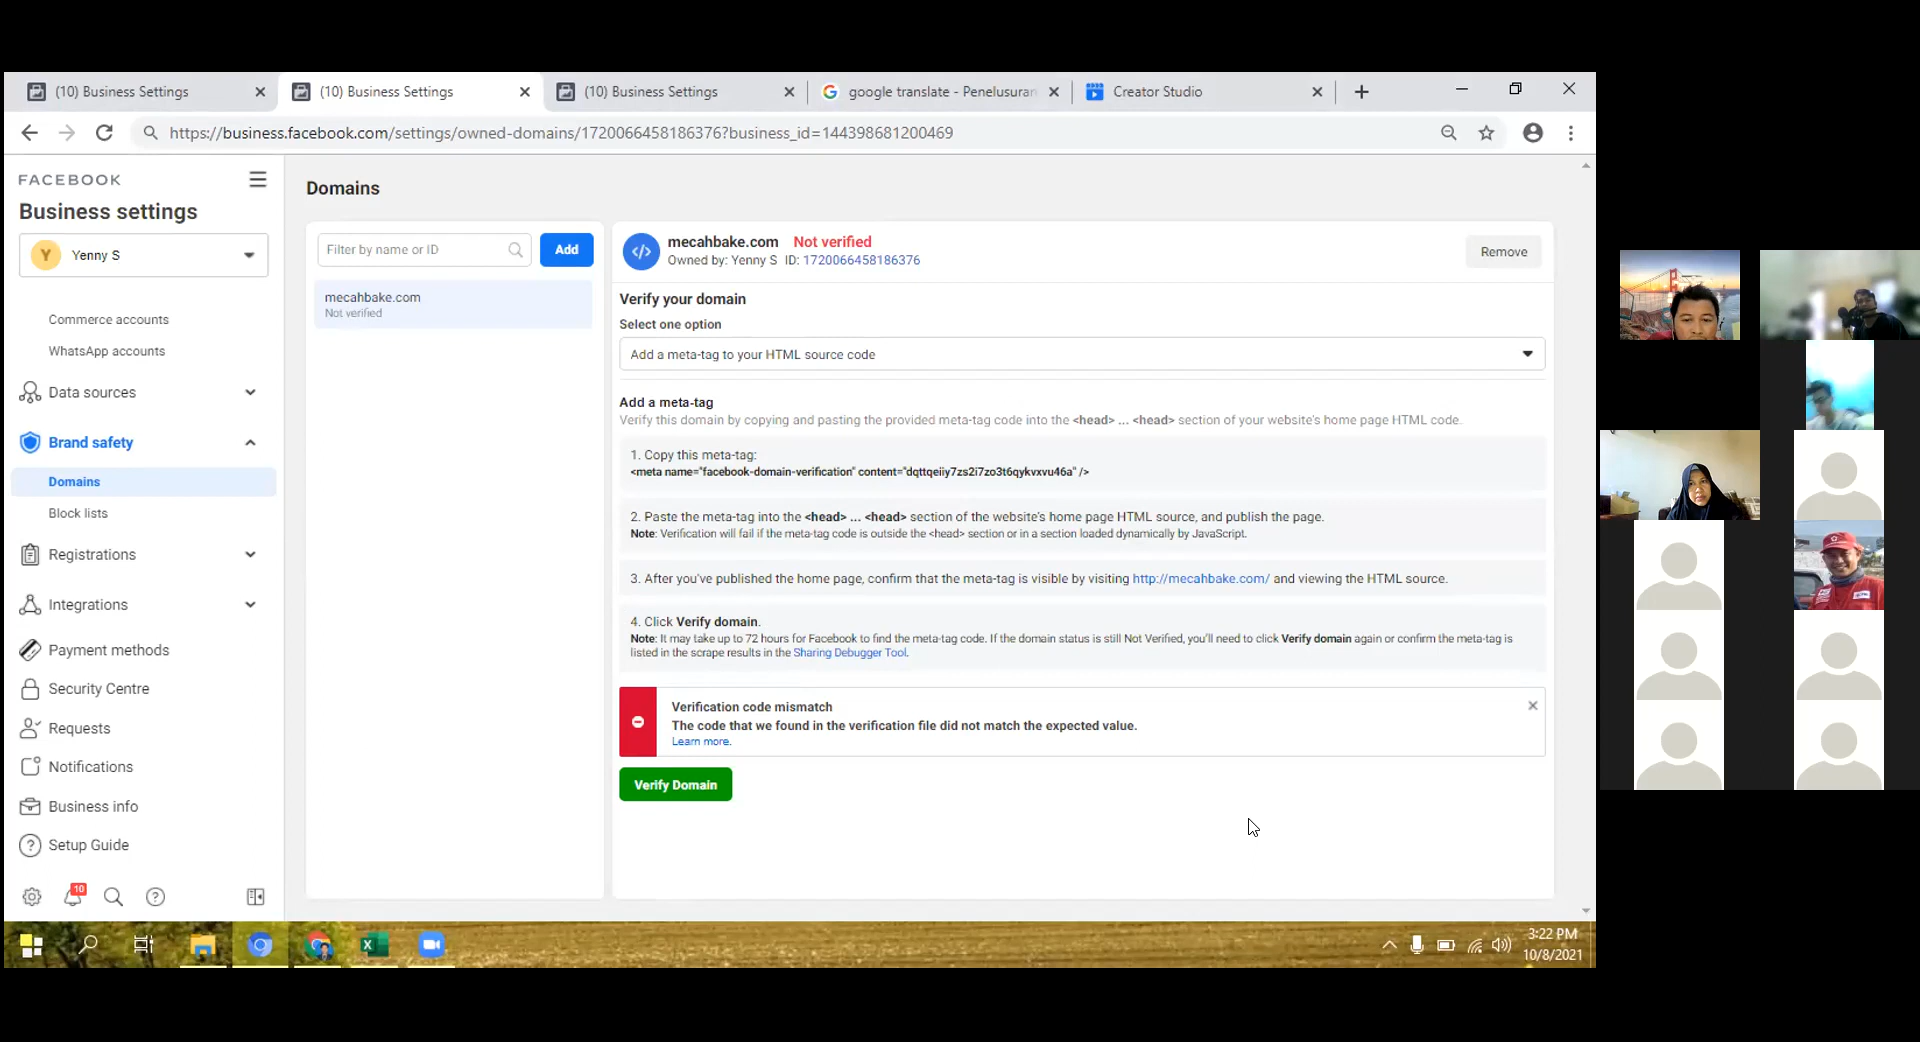 (10) Business Settings
(10) Business Settings
(10) Business Settings
google translate - Penelusuran
Creator Studio
https://business.facebook.com/settings/owned-domains/1720066458186376?business_id=144398681200469
FACEBOOK
Business settings
Y
Yenny S
Commerce accounts
WhatsApp accounts
Data sources
Brand safety
Domains
Block lists
Registrations
Integrations
Payment methods
Security Centre
Requests
Notifications
Business info
Setup Guide
10
Domains
Filter by name or ID
Add
mecahbake.com
Not verified
mecahbake.com Not verified
Owned by: Yenny S ID: 1720066458186376
Remove
Verify your domain
Select one option
Add a meta-tag to your HTML source code
Add a meta-tag
Verify this domain by copying and pasting the provided meta-tag code into the <head> ... <head> section of your website's home page HTML code.
1. Copy this meta-tag:
<meta name="facebook-domain-verification" content="dqttqeiiy7zs2i7zo3t6qykvxvu46a" />
2. Paste the meta-tag into the <head> ... <head> section of the website's home page HTML source, and publish the page.
Note: Verification will fail if the meta-tag code is outside the <head> section or in a section loaded dynamically by JavaScript.
3. After you've published the home page, confirm that the meta-tag is visible by visiting http://mecahbake.com/ and viewing the HTML source.
4. Click Verify domain.
Note: It may take up to 72 hours for Facebook to find the meta-tag code. If the domain status is still Not Verified, you'll need to click Verify domain again or confirm the meta-tag is
listed in the scrape results in the Sharing Debugger Tool.
Verification code mismatch
The code that we found in the verification file did not match the expected value.
Learn more.
Verify Domain
3:22 PM
10/8/2021